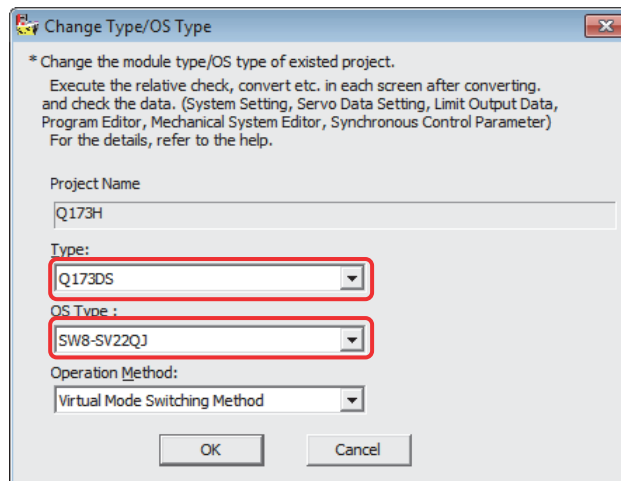 Change Type/OS Type
* Change the module type/OS type of existed project.
Execute the relative check, convert etc. in each screen after converting.
and check the data. (System Setting, Servo Data Setting, Limit Output Data,
Program Editor, Mechanical System Editor, Synchronous Control Parameter)
For the details, refer to the help.
Project Name
Q173H
Type:
Q173DS
OS Type :
SW8-SV22QJ
Operation Method:
Virtual Mode Switching Method
OK Cancel